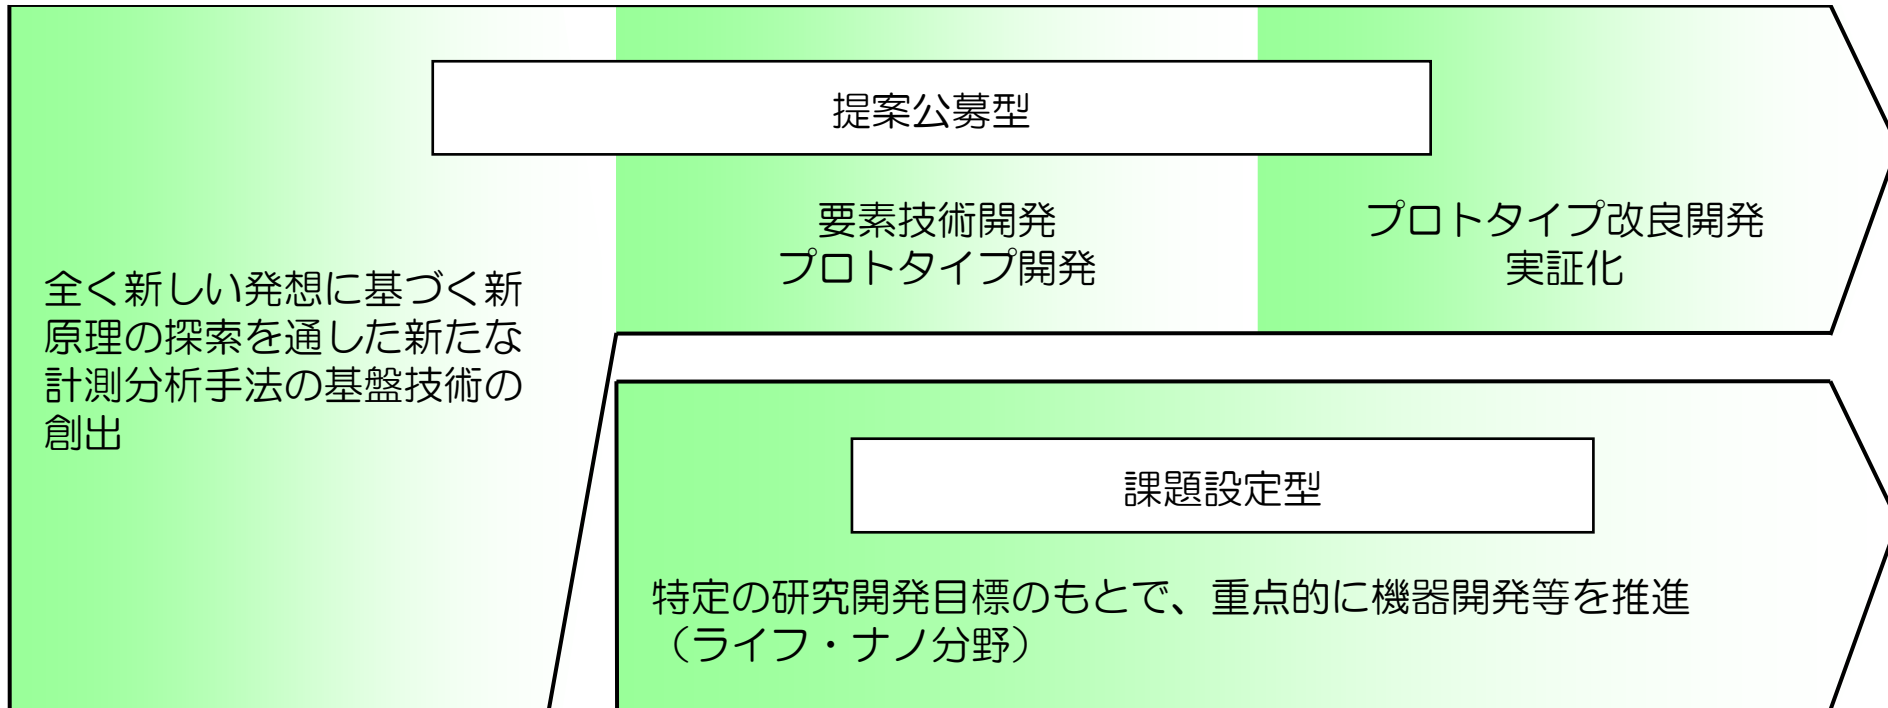 提案公募型
要素技術開発
プロトタイプ開発
プロトタイプ改良開発
実証化
全く新しい発想に基づく新
原理の探索を通した新たな
計測分析手法の基盤技術の
創出
課題設定型
特定の研究開発目標のもとで、重点的に機器開発等を推進
（ライフ・ナノ分野）